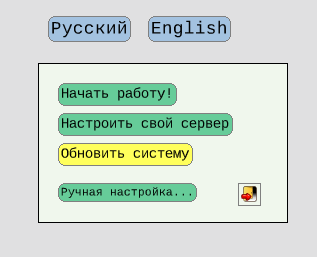 Русский English
Начать работу!
Настроить свой сервер
Обновить систему
Ручная настройка...